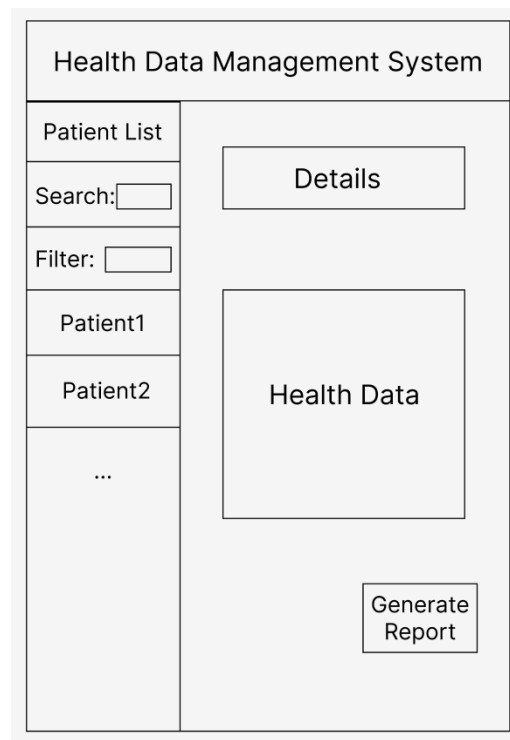 Health Data Management System
Patient List
Search:
Filter:
Patient1
Patient2
...
Details
Health Data
Generate
Report